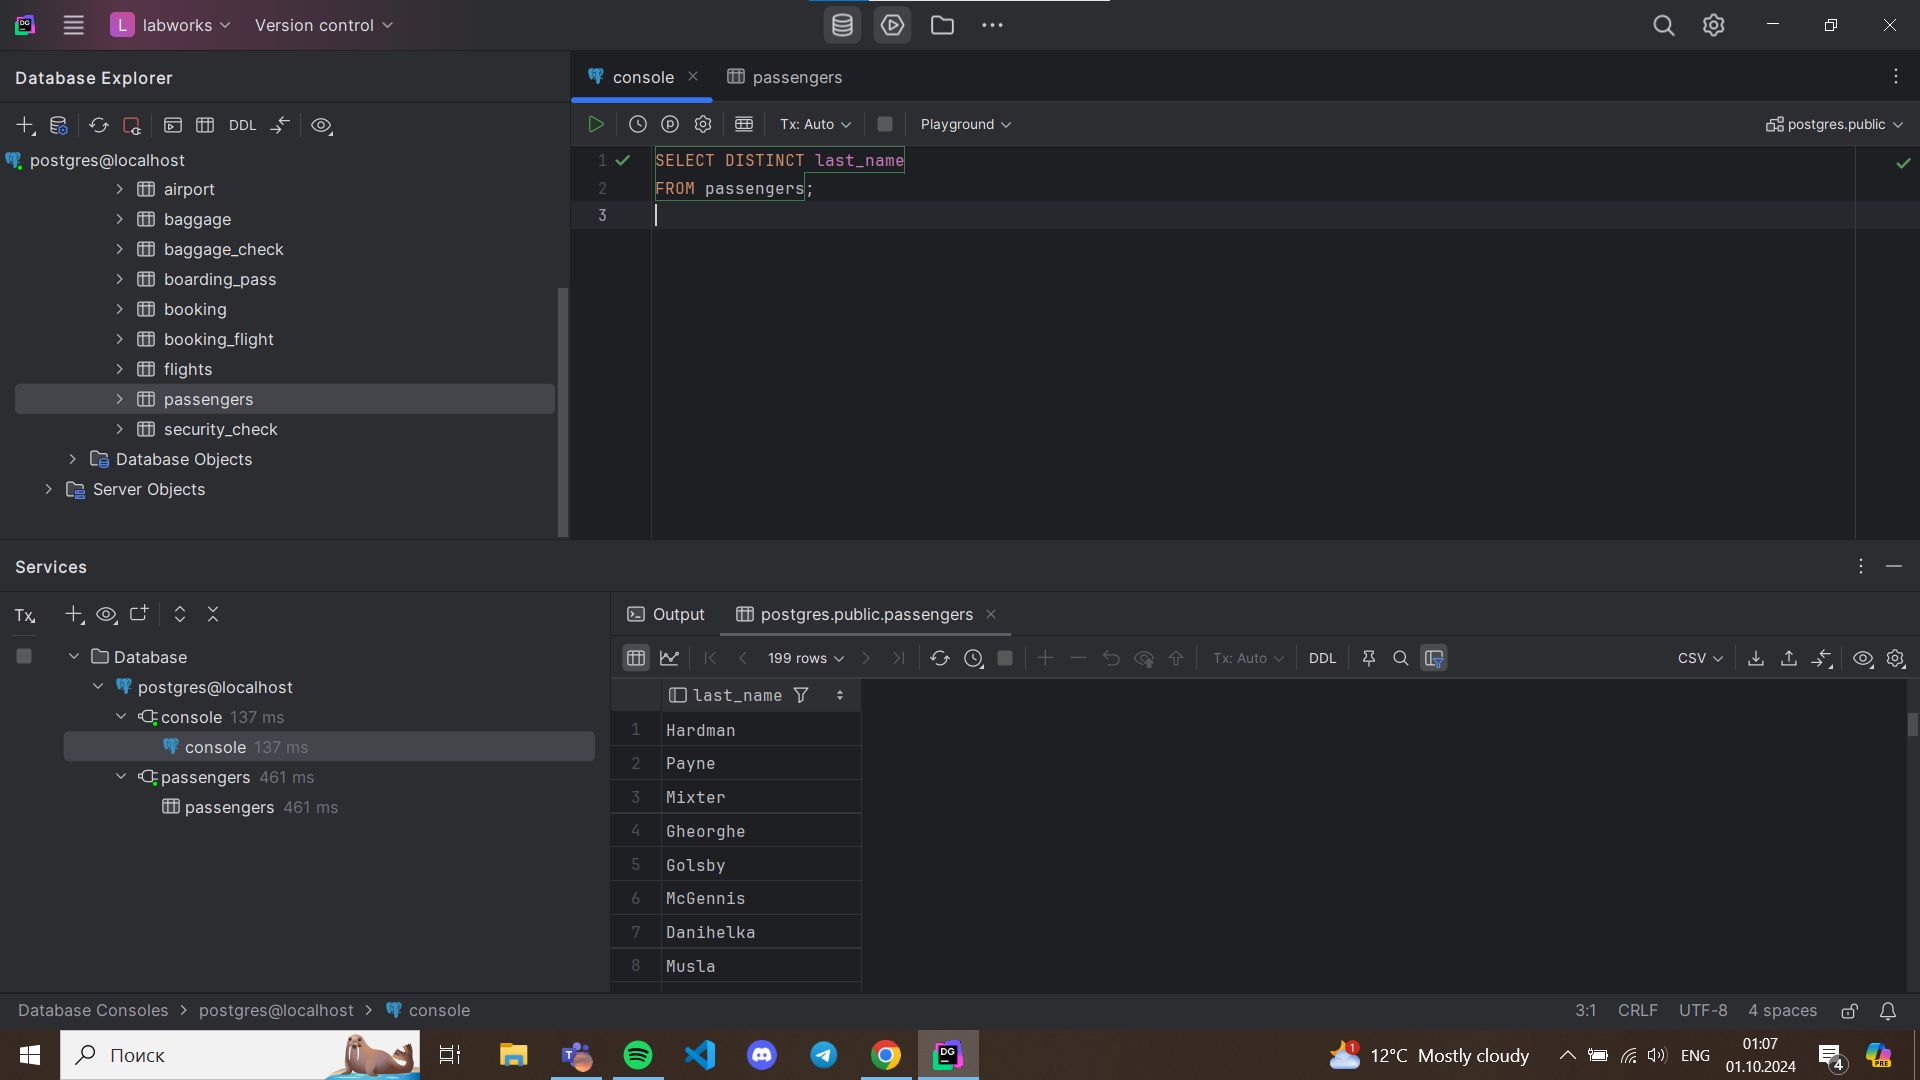 L labworks Version control
Database Explorer
console
passengers
DDL
Tx: Auto
Playground
postgres.public
postgres@localhost
airport
baggage
baggage_check
boarding_pass
booking
booking_flight
flights
passengers
security_check
Database Objects
Server Objects
1 SELECT DISTINCT last_name
2 FROM passengers;
3
Services
Tx
Database
postgres@localhost
console 137 ms
console 137 ms
passengers 461 ms
passengers 461 ms
Output
postgres.public.passengers
199 rows
Tx: Auto
DDL
CSV
last_name
1 Hardman
2 Payne
3 Mixter
4 Gheorghe
5 Golsby
6 McGennis
7 Danihelka
8 Musla
Database Consoles > postgres@localhost > console
3:1 CRLF UTF-8 4 spaces
Поиск
DG
1
12°C Mostly cloudy
ENG
01:07
01.10.2024
4
PRE